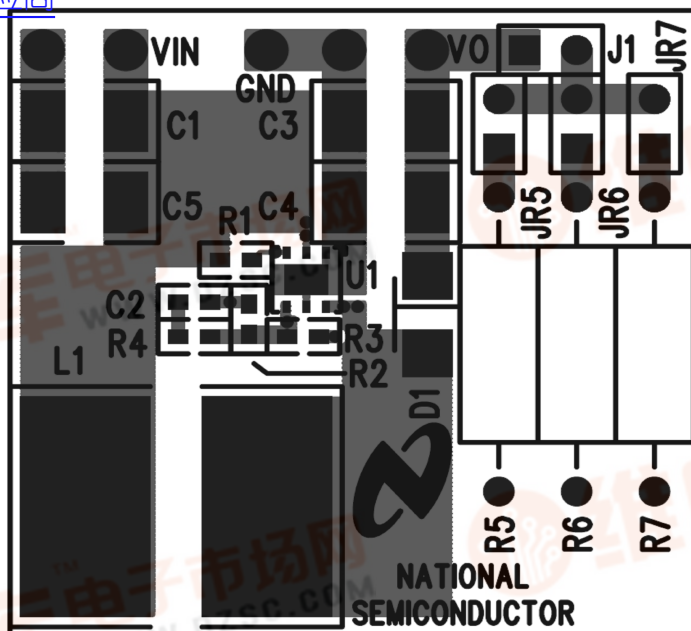 VIN
VO
J1
JR7
GND
C1
C3
C5
R1
C4
JR5
JR6
U1
C2
R4
R3
L1
R2
D1
R5
R6
R7
NATIONAL
SEMICONDUCTOR